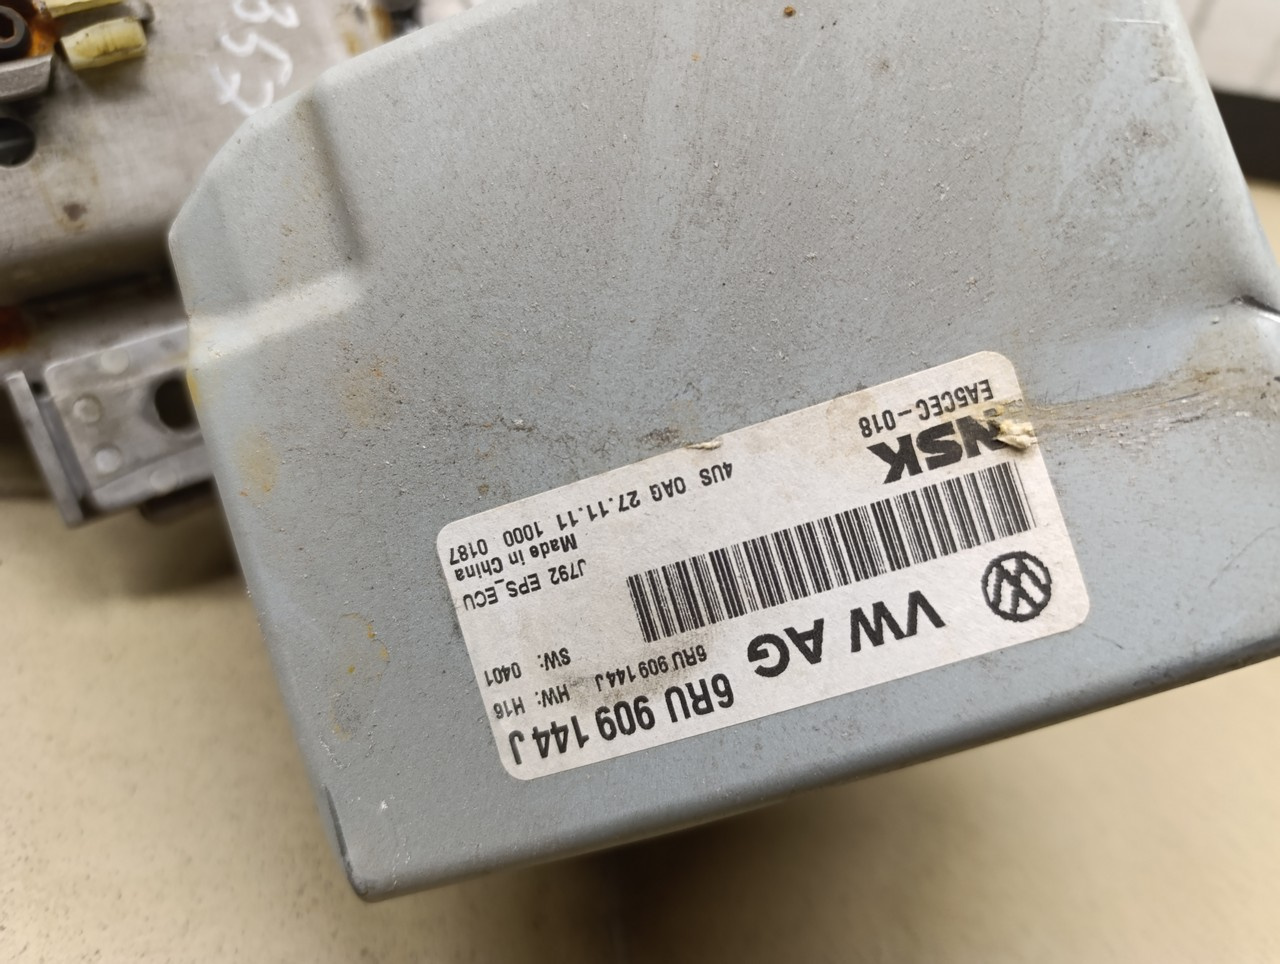 6RU 909 144 J
VW AG
HW: H16
6RU 909 144 J
SW: 0401
J792 EPS_ECU
Made in China
4US 0AG 27.11.11 1000 0187
NSK
EA5CEC-018
357